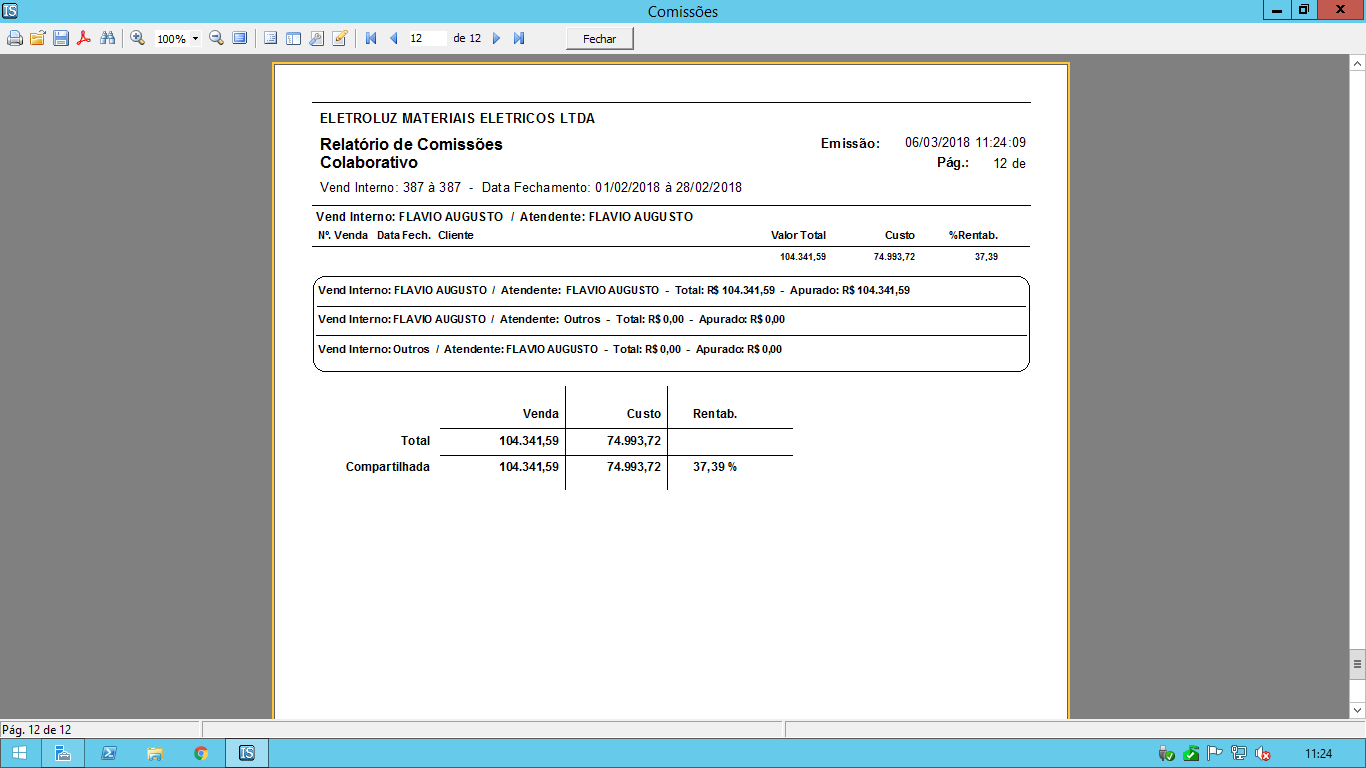 IS Comissões
100% 12 de 12 Fechar
ELETROLUZ MATERIAIS ELETRICOS LTDA
Relatório de Comissões Emissão: 06/03/2018 11:24:09
Colaborativo Pág.: 12 de
Vend Interno: 387 à 387 - Data Fechamento: 01/02/2018 à 28/02/2018
Vend Interno: FLAVIO AUGUSTO / Atendente: FLAVIO AUGUSTO
Nº. Venda Data Fech. Cliente Valor Total Custo %Rentab.
104.341,59 74.993,72 37,39
Vend Interno: FLAVIO AUGUSTO / Atendente: FLAVIO AUGUSTO - Total: R$ 104.341,59 - Apurado: R$ 104.341,59
Vend Interno: FLAVIO AUGUSTO / Atendente: Outros - Total: R$ 0,00 - Apurado: R$ 0,00
Vend Interno: Outros / Atendente: FLAVIO AUGUSTO - Total: R$ 0,00 - Apurado: R$ 0,00
Venda Custo Rentab.
Total 104.341,59 74.993,72
Compartilhada 104.341,59 74.993,72 37,39 %
Pág. 12 de 12
IS 11:24